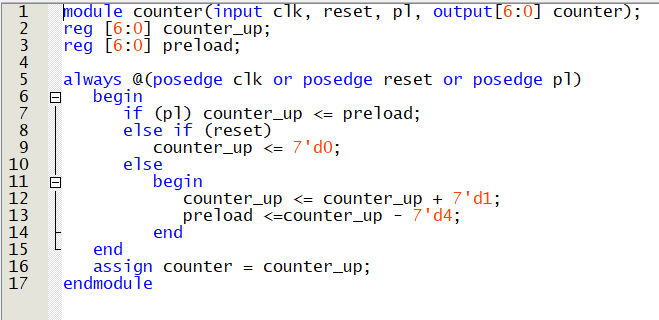 1 module counter(input clk, reset, pl, output[6:0] counter);
2 reg [6:0] counter_up;
3 reg [6:0] preload;
4
5 always @(posedge clk or posedge reset or posedge pl)
6 begin
7 if (pl) counter_up <= preload;
8 else if (reset)
9 counter_up <= 7'd0;
10 else
11 begin
12 counter_up <= counter_up + 7'd1;
13 preload <=counter_up - 7'd4;
14 end
15 end
16 assign counter = counter_up;
17 endmodule